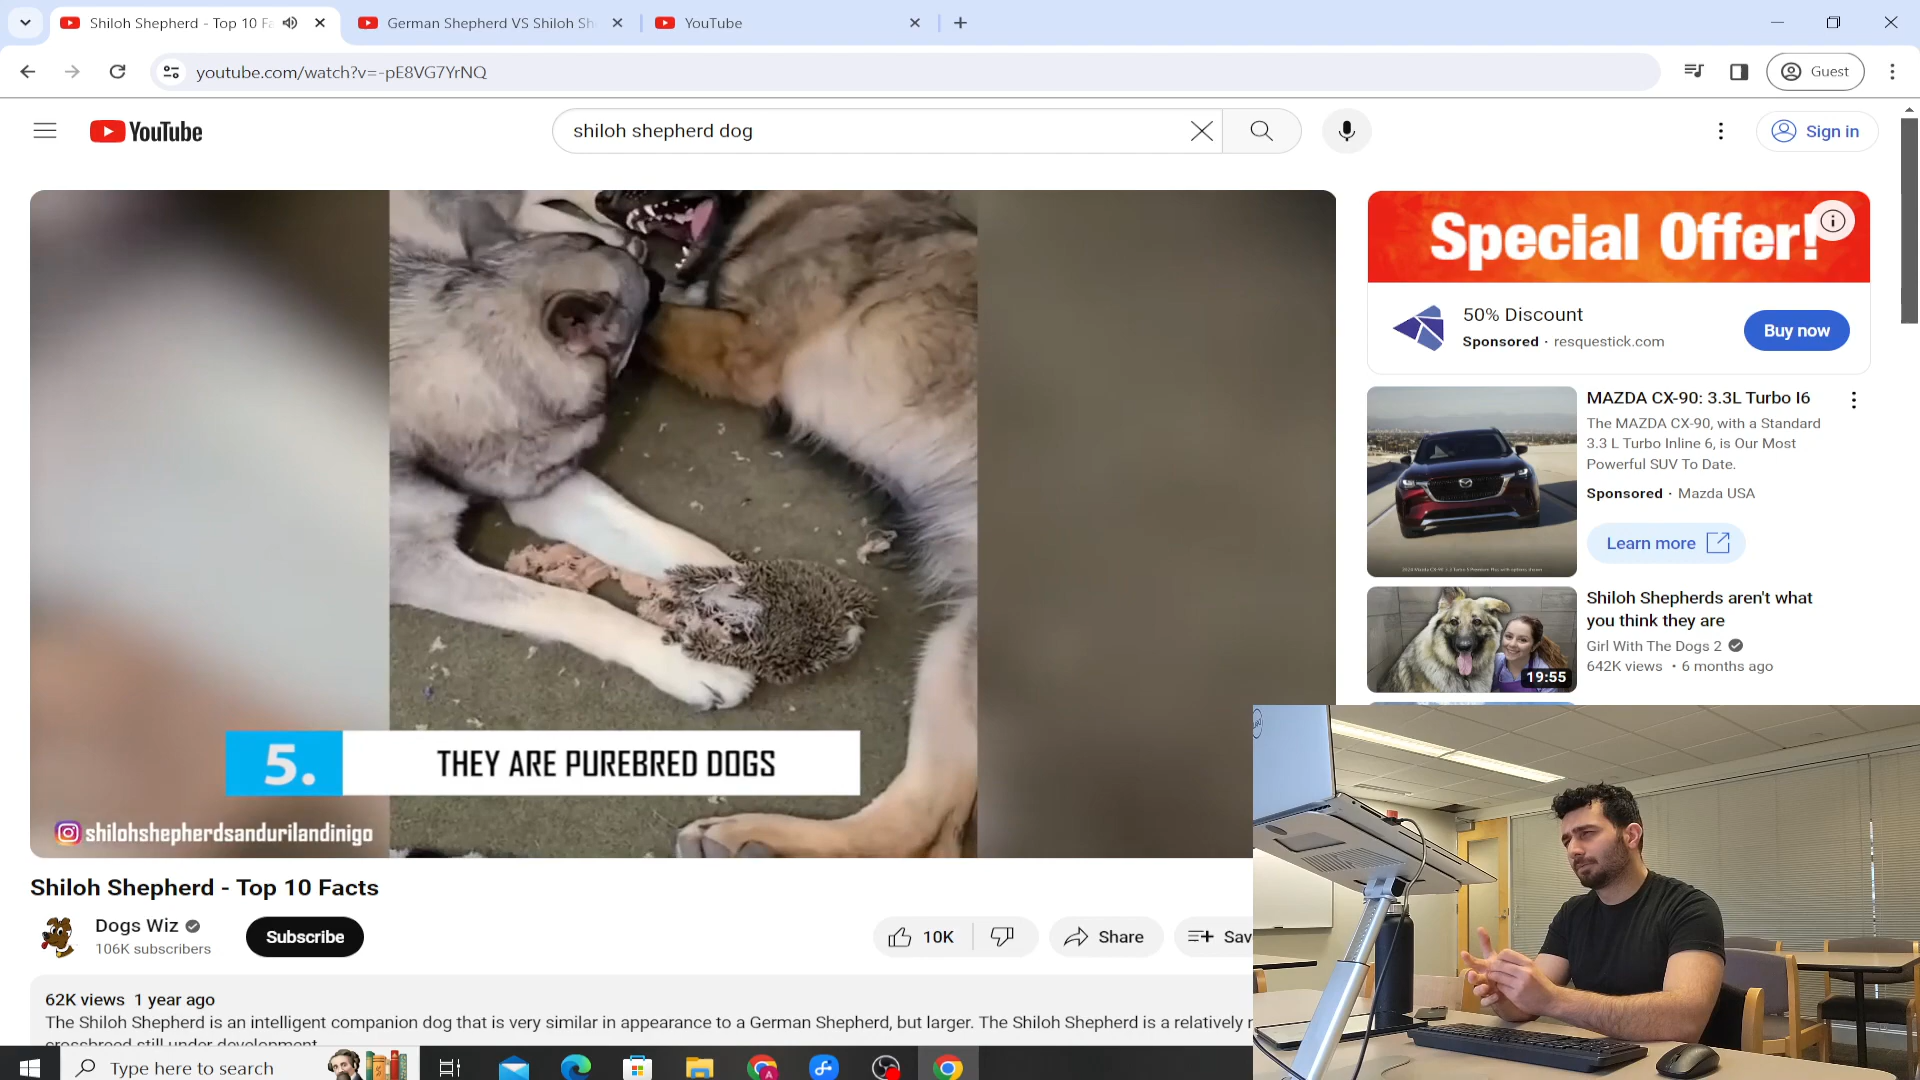 Shiloh Shepherd - Top 10 Fa
German Shepherd VS Shiloh Sh
YouTube
youtube.com/watch?v=-pE8VG7YrNQ
Guest
YouTube
shiloh shepherd dog
Sign in
5. THEY ARE PUREBRED DOGS
shilohshepherdsandurilandinigo
Special Offer!
50% Discount
Sponsored · resquestick.com
Buy now
MAZDA CX-90: 3.3L Turbo I6
The MAZDA CX-90, with a Standard
3.3 L Turbo Inline 6, is Our Most
Powerful SUV To Date.
Sponsored · Mazda USA
Learn more
Shiloh Shepherds aren't what
you think they are
Girl With The Dogs 2
642K views • 6 months ago
19:55
Shiloh Shepherd - Top 10 Facts
Dogs Wiz
106K subscribers
Subscribe
10K
Share
Sav
62K views 1 year ago
The Shiloh Shepherd is an intelligent companion dog that is very similar in appearance to a German Shepherd, but larger. The Shiloh Shepherd is a relatively r
crossbreed still under development.
Type here to search